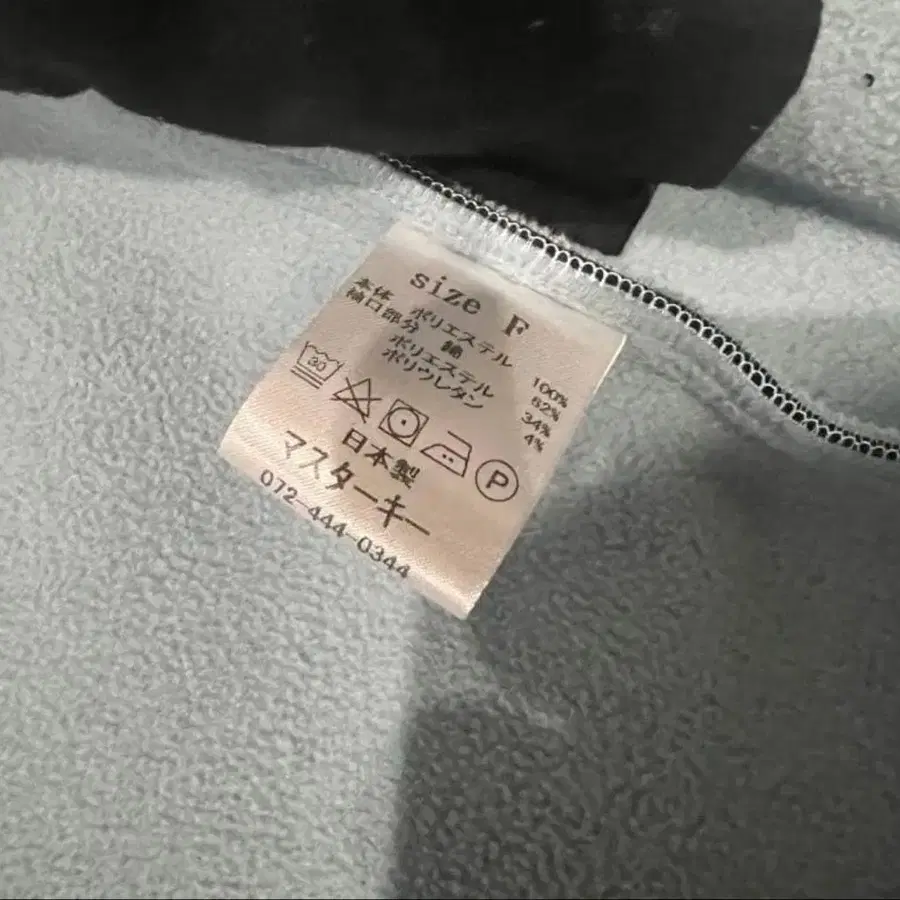 size F
本体 ポリエステル 100%
袖口部分 綿 62%
ポリエステル 34%
ポリウレタン 4%
30
P
日本製
マスターキー
072-444-0344